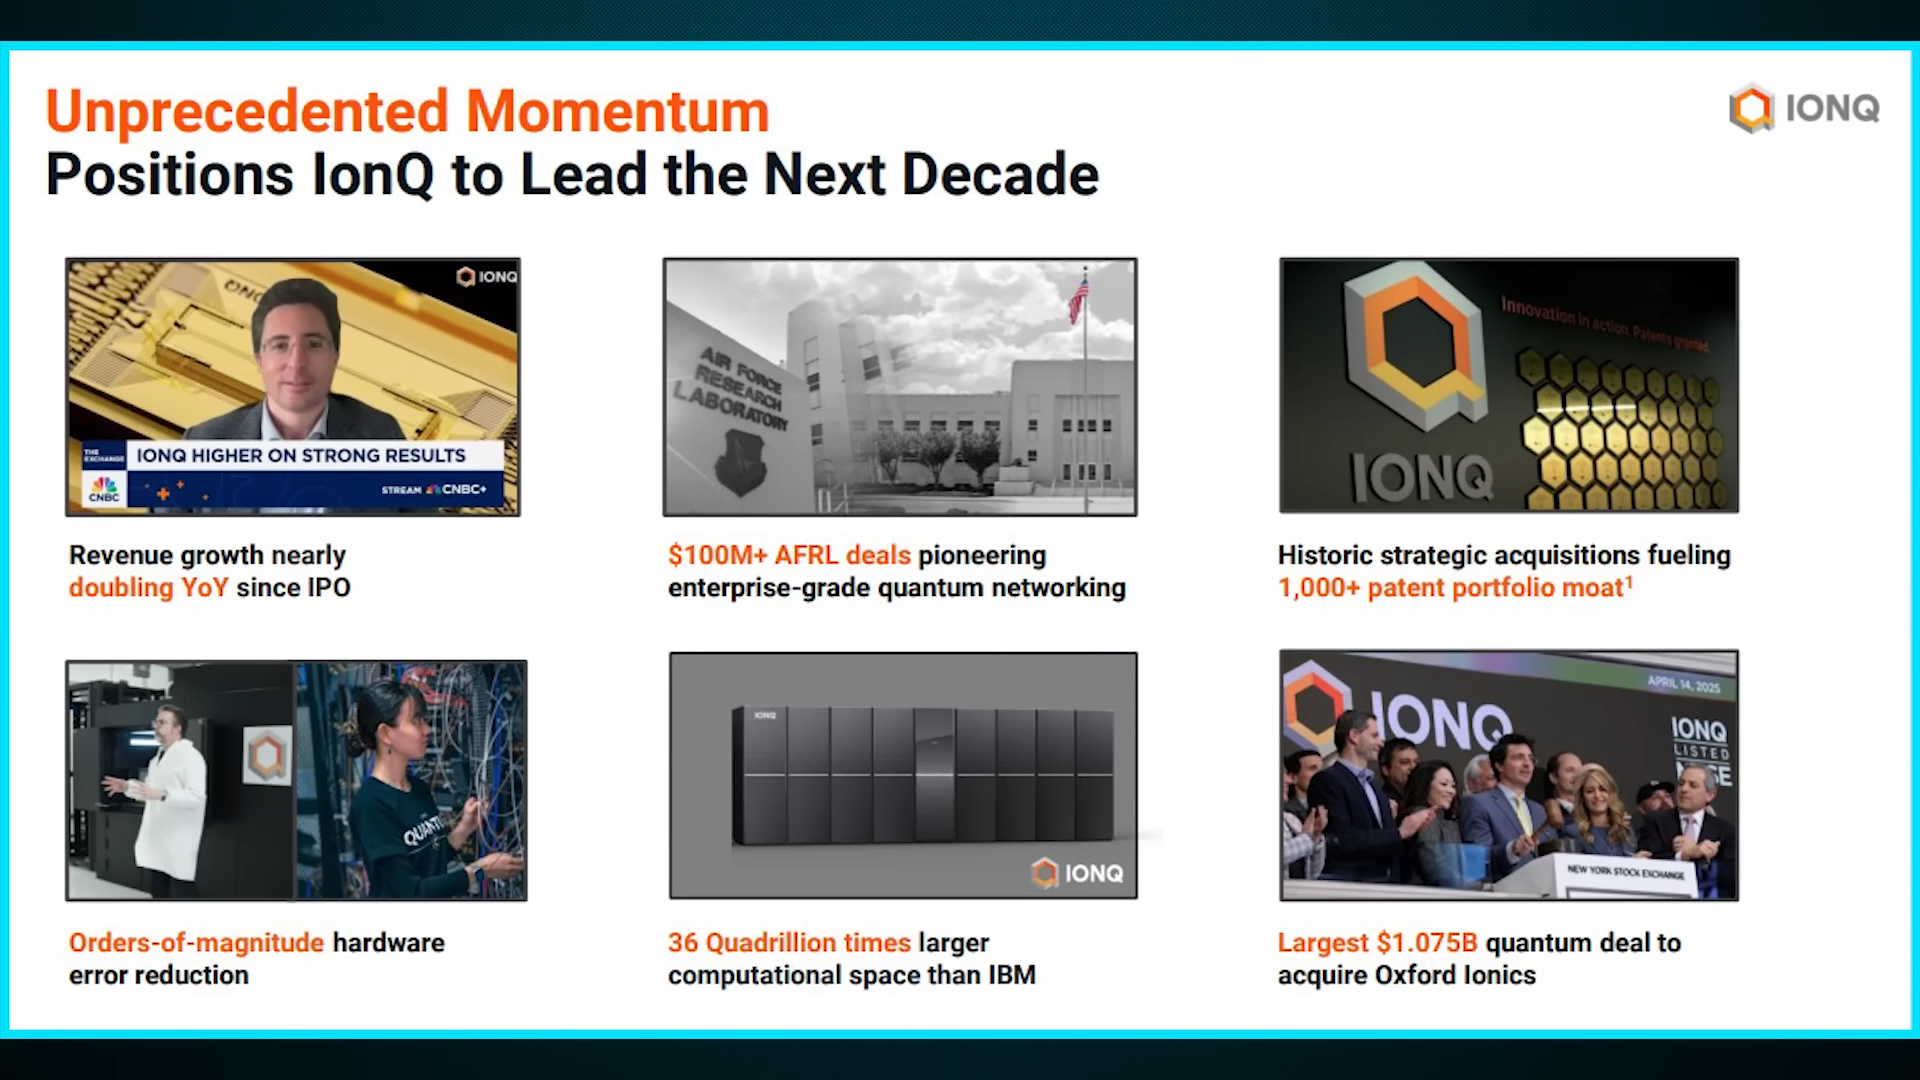 Unprecedented Momentum
Positions IonQ to Lead the Next Decade
IONQ
IONQ
THE
EXCHANGE
IONQ HIGHER ON STRONG RESULTS
CNBC
STREAM CNBC+
Revenue growth nearly
doubling YoY since IPO
AIR FORCE
RESEARCH
LABORATORY
$100M+ AFRL deals pioneering
enterprise-grade quantum networking
Innovation in action. Patents granted.
IONQ
Historic strategic acquisitions fueling
1,000+ patent portfolio moat¹
Orders-of-magnitude hardware
error reduction
IONQ
IONQ
36 Quadrillion times larger
computational space than IBM
APRIL 14, 2025
IONQ
IONQ
LISTED
NEW YORK STOCK EXCHANGE
Largest $1.075B quantum deal to
acquire Oxford Ionics